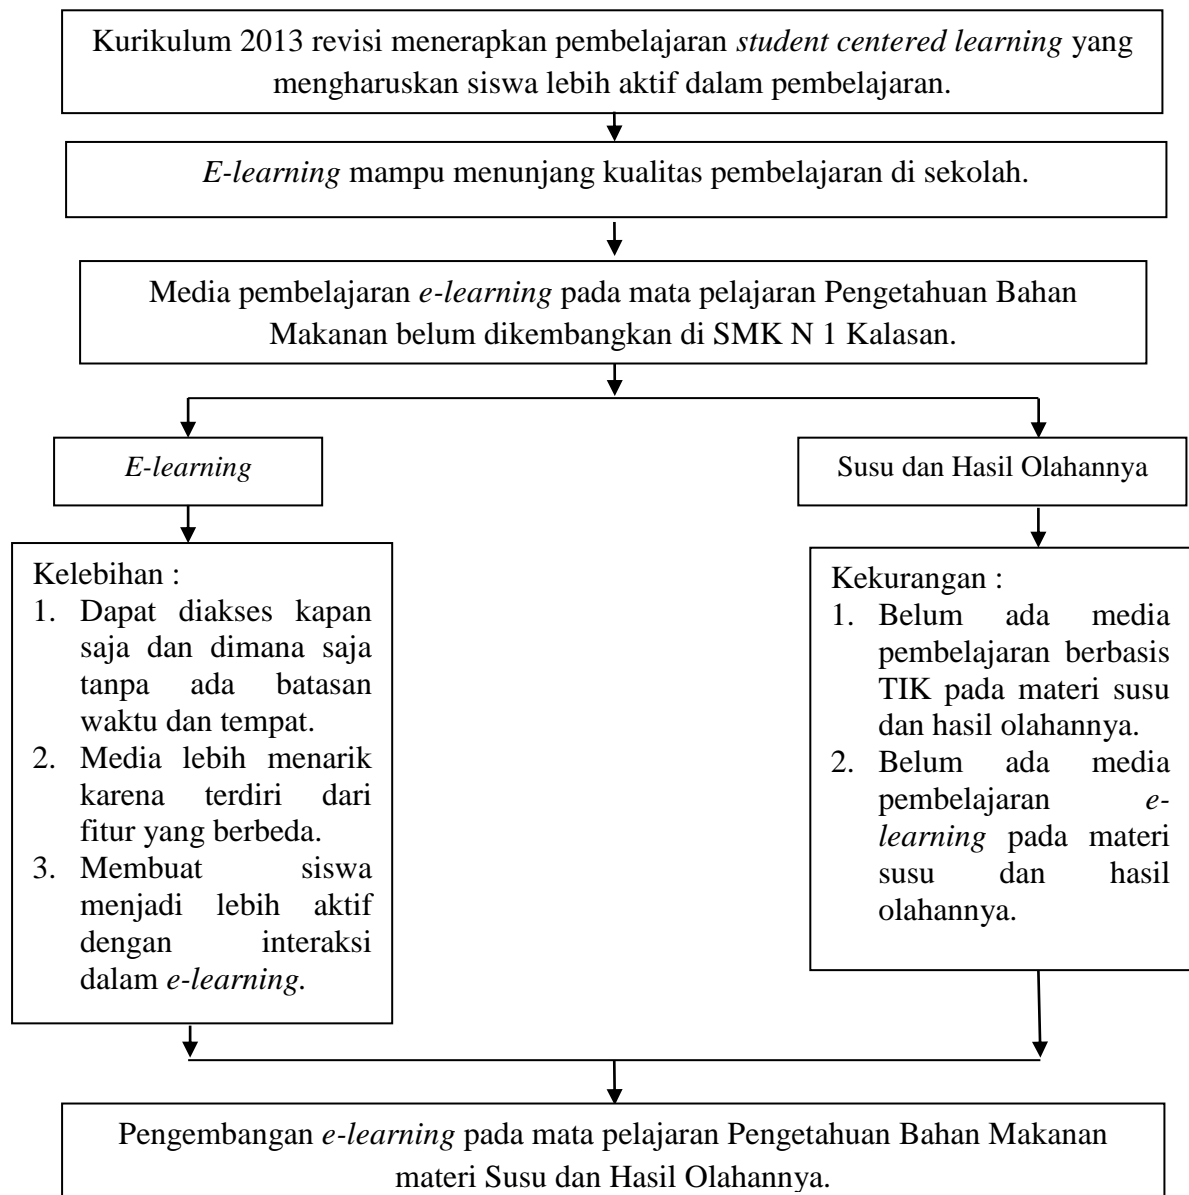 Kurikulum 2013 revisi menerapkan pembelajaran student centered learning yang
mengharuskan siswa lebih aktif dalam pembelajaran.
E-learning mampu menunjang kualitas pembelajaran di sekolah.
Media pembelajaran e-learning pada mata pelajaran Pengetahuan Bahan
Makanan belum dikembangkan di SMK N 1 Kalasan.
E-learning
Kelebihan :
1. Dapat diakses kapan
saja dan dimana saja
tanpa ada batasan
waktu dan tempat.
2. Media lebih menarik
karena terdiri dari
fitur yang berbeda.
3. Membuat siswa
menjadi lebih aktif
dengan interaksi
dalam e-learning.
Susu dan Hasil Olahannya
Kekurangan :
1. Belum ada media
pembelajaran berbasis
TIK pada materi susu
dan hasil olahannya.
2. Belum ada media
pembelajaran e-
learning pada materi
susu dan hasil
olahannya.
Pengembangan e-learning pada mata pelajaran Pengetahuan Bahan Makanan
materi Susu dan Hasil Olahannya.